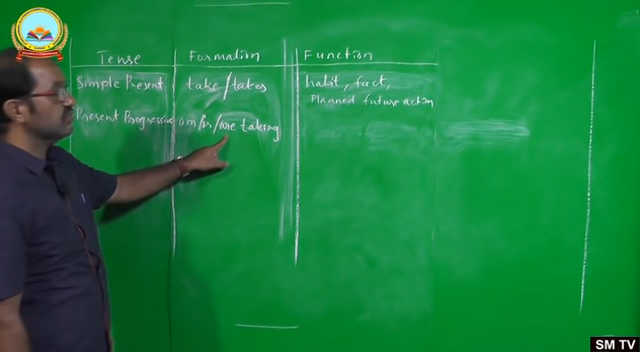 Tense Formation Function
Simple Present take/takes habit, fact,
Planned future action
Present Progressive am/is/are taking
SM TV